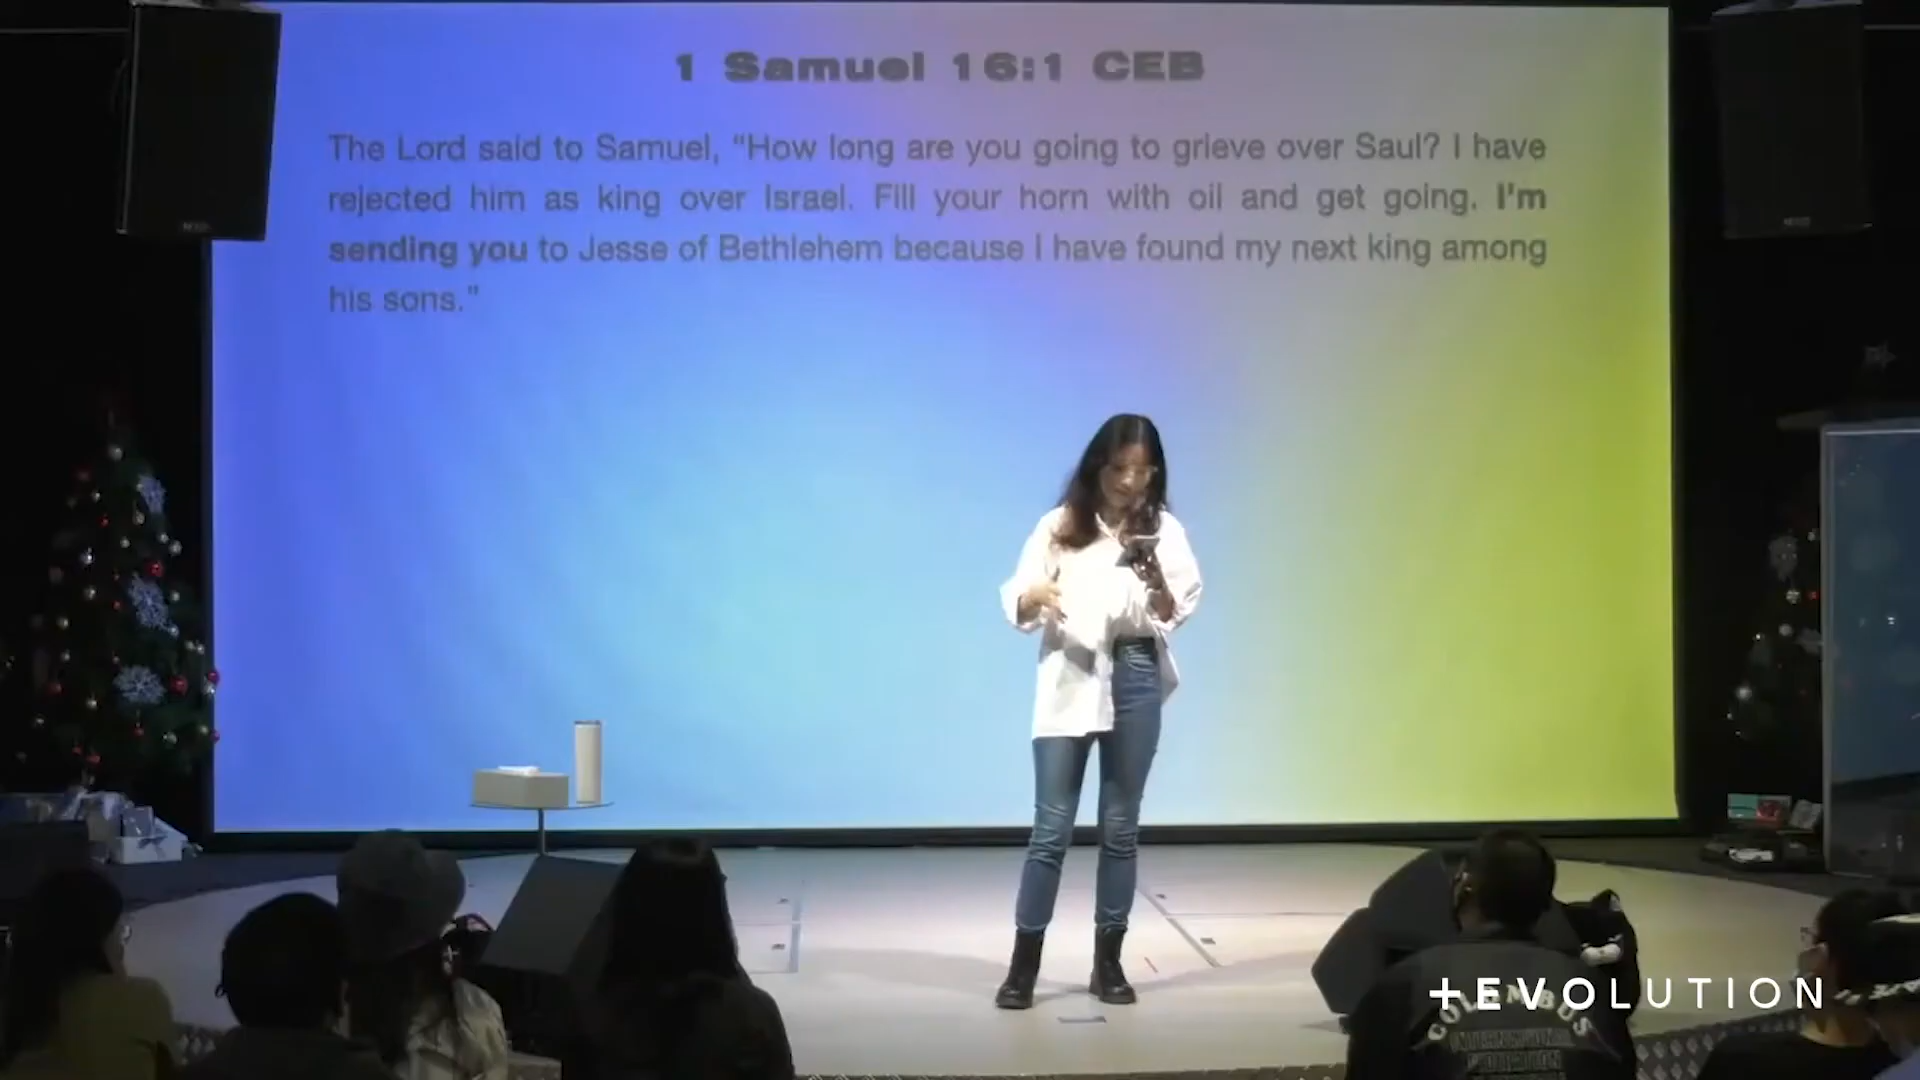 1 Samuel 16:1 CEB
The Lord said to Samuel, “How long are you going to grieve over Saul? I have
rejected him as king over Israel. Fill your horn with oil and get going. I'm
sending you to Jesse of Bethlehem because I have found my next king among
his sons.”
+EVOLUTION
COLUMBUS
INTERNATIONAL